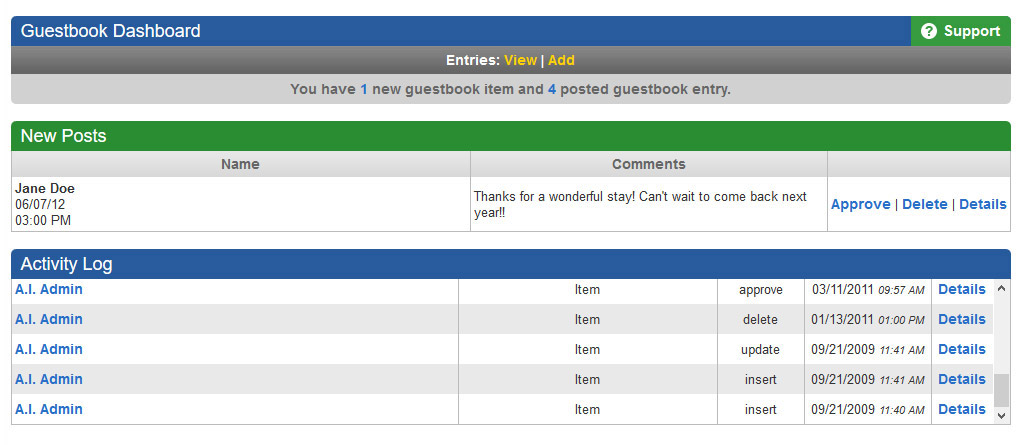 Guestbook Dashboard ? Support
Entries: View | Add
You have 1 new guestbook item and 4 posted guestbook entry.
New Posts
Name Comments
Jane Doe
06/07/12
03:00 PM
Thanks for a wonderful stay! Can't wait to come back next
year!!
Approve | Delete | Details
Activity Log
A.I. Admin Item approve 03/11/2011 09:57 AM Details
A.I. Admin Item delete 01/13/2011 01:00 PM Details
A.I. Admin Item update 09/21/2009 11:41 AM Details
A.I. Admin Item insert 09/21/2009 11:41 AM Details
A.I. Admin Item insert 09/21/2009 11:40 AM Details